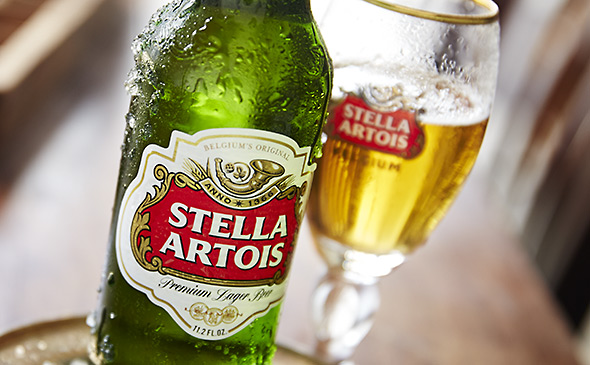 BELGIUM'S ORIGINAL
ANNO 1366
STELLA
ARTOIS
Premium Lager Beer
11.2 FL. OZ.
STELLA
ARTOIS
BELGIUM